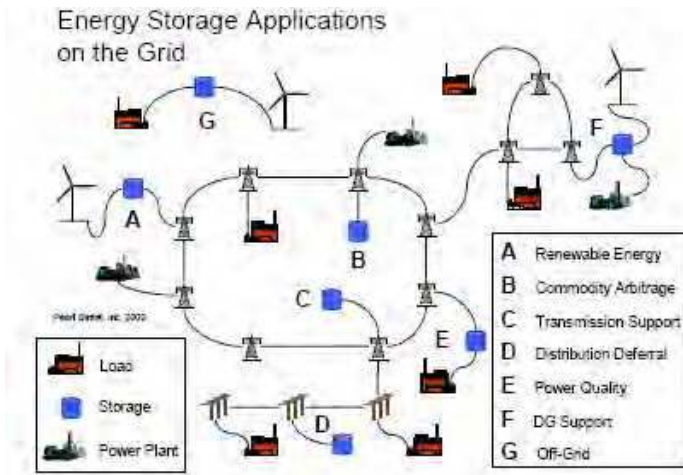 Energy Storage Applications
on the Grid
G
F
A
B
C
E
D
Load
Storage
Power Plant
A Renewable Energy
B Commodity Arbitrage
C Transmission Support
D Distribution Deferral
E Power Quality
F DG Support
G Off-Grid